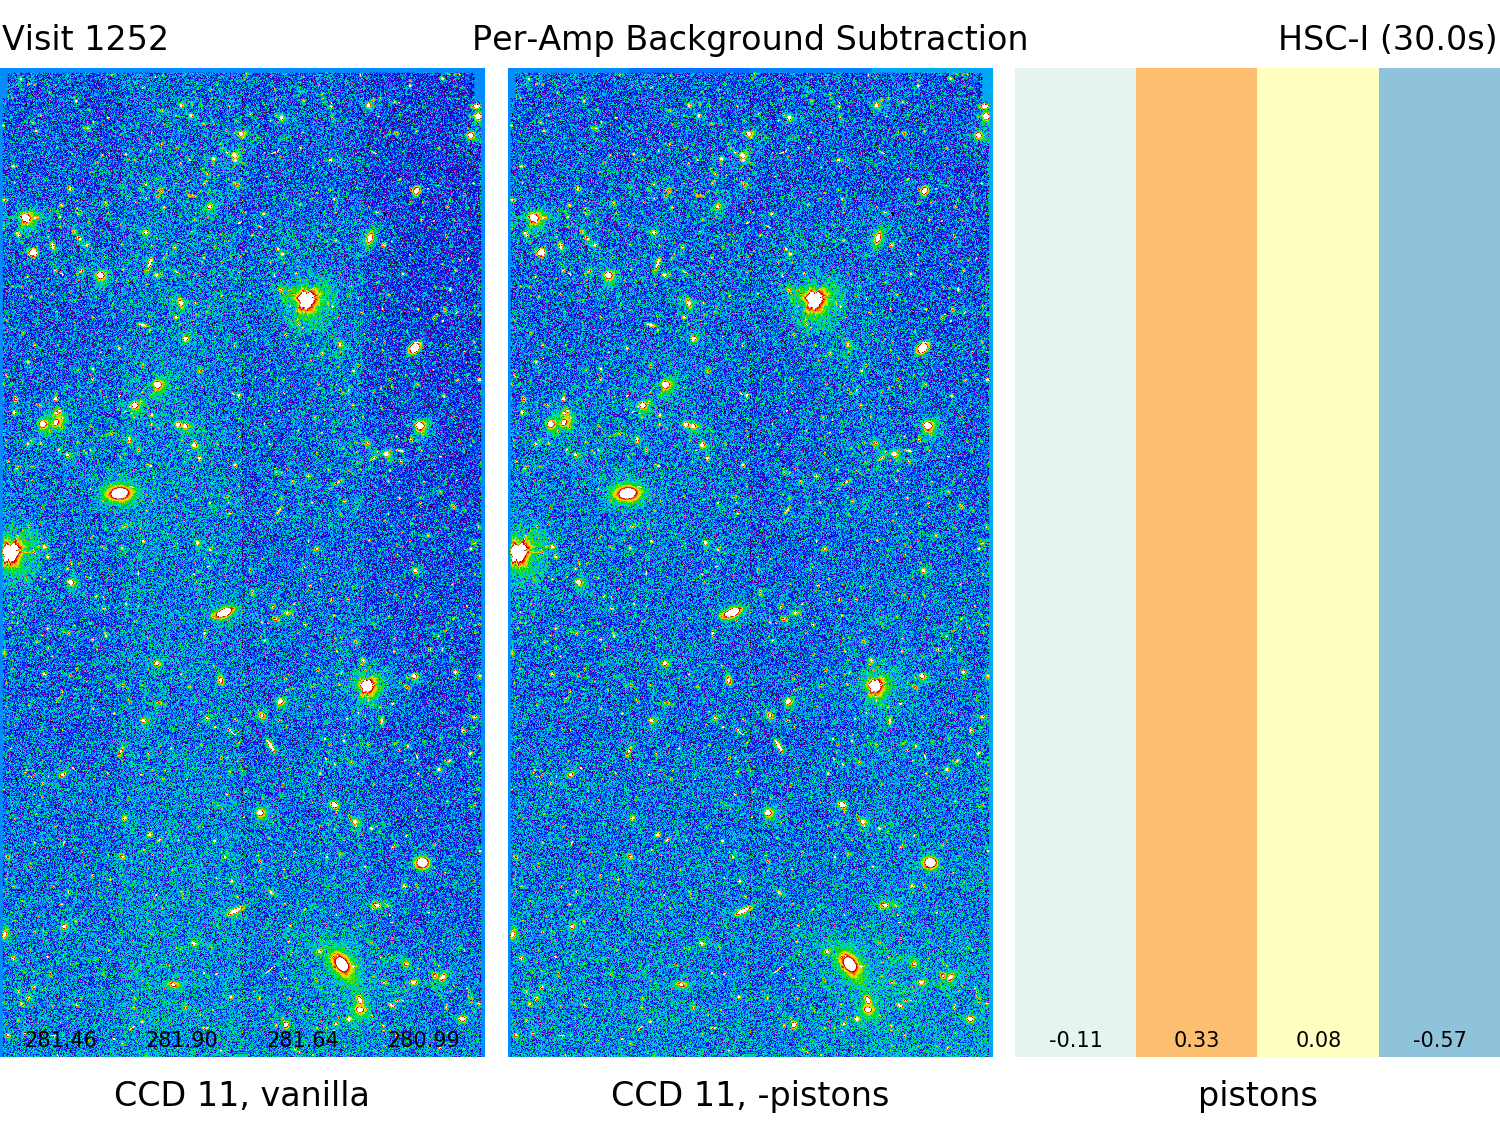 Visit 1252 Per-Amp Background Subtraction HSC-I (30.0s)
281.46 281.90 281.64 280.99
-0.11 0.33 0.08 -0.57
CCD 11, vanilla CCD 11, -pistons pistons